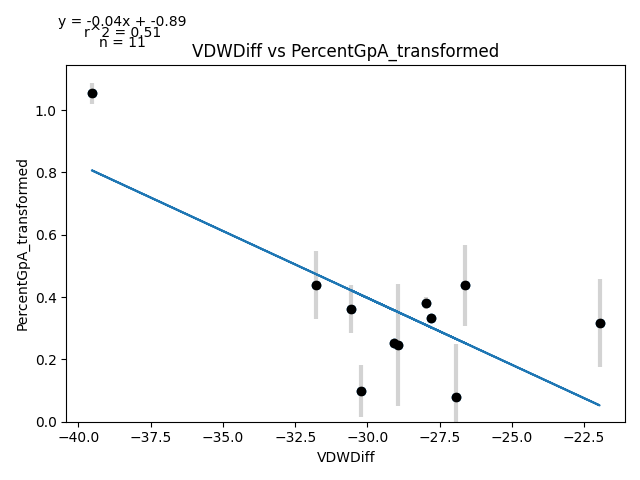 y = -0.04x + -0.89
r^2 = 0.51
n = 11
VDWDiff vs PercentGpA_transformed
PercentGpA_transformed
1.0
0.8
0.6
0.4
0.2
0.0
−40.0 −37.5 −35.0 −32.5 −30.0 −27.5 −25.0 −22.5
VDWDiff